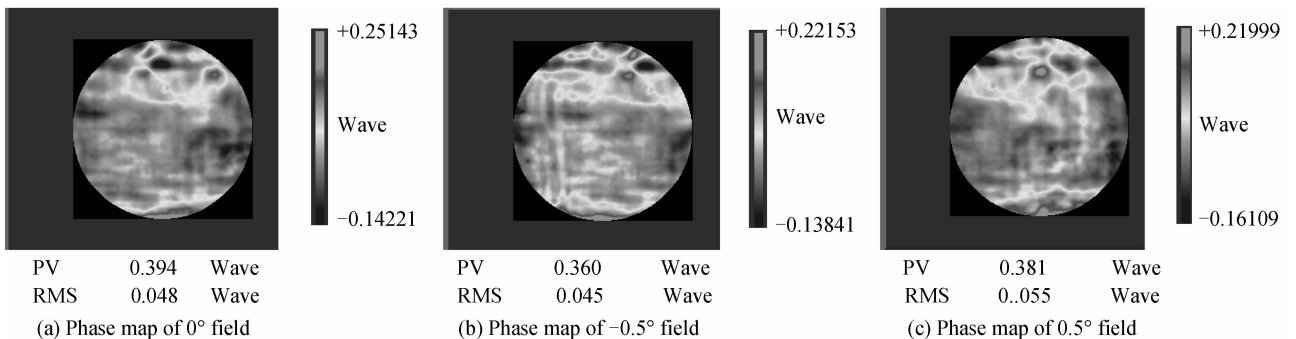 +0.25143
Wave
−0.14221
PV 0.394 Wave
RMS 0.048 Wave
(a) Phase map of 0° field
+0.22153
Wave
−0.13841
PV 0.360 Wave
RMS 0.045 Wave
(b) Phase map of −0.5° field
+0.21999
Wave
−0.16109
PV 0.381 Wave
RMS 0..055 Wave
(c) Phase map of 0.5° field